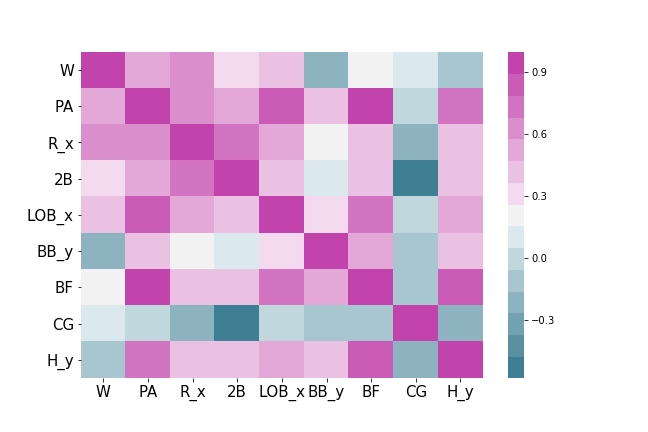 W
PA
R_x
2B
LOB_x
BB_y
BF
CG
H_y
W PA R_x 2B LOB_x BB_y BF CG H_y
0.9
0.6
0.3
0.0
−0.3